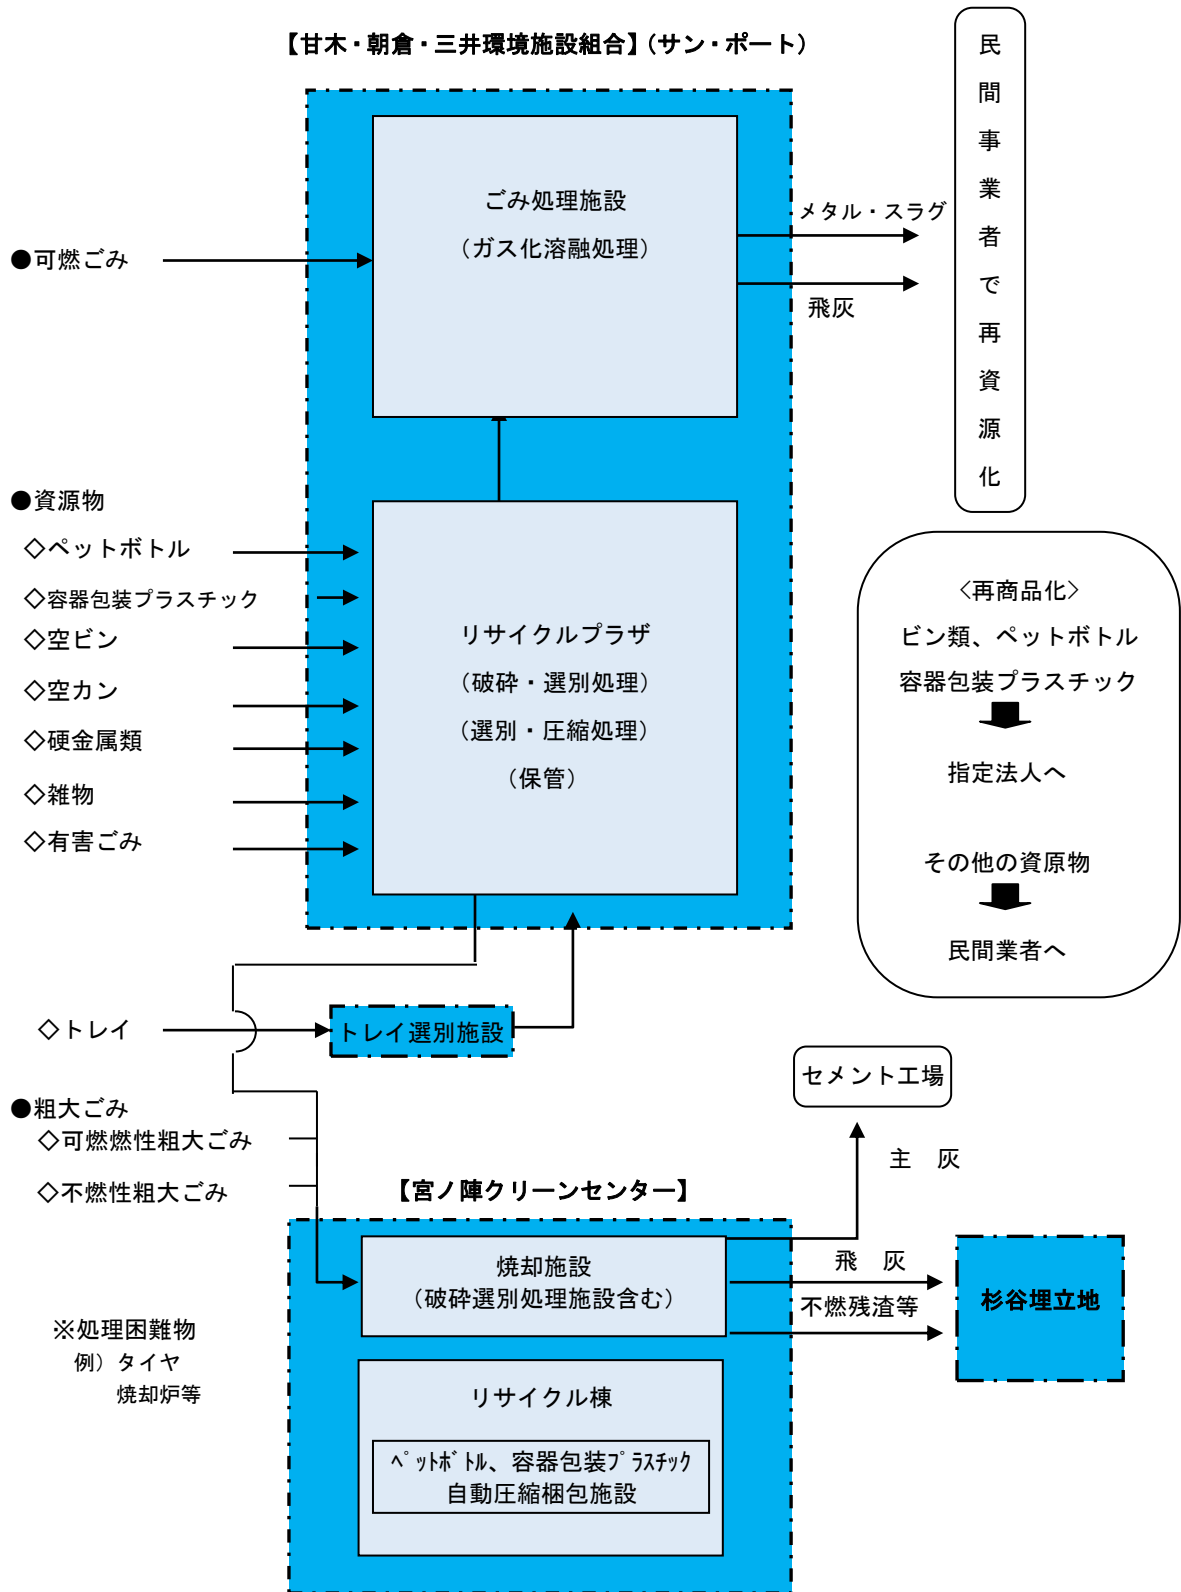 【甘木・朝倉・三井環境施設組合】（サン・ポート）
民間事業者で再資源化
ごみ処理施設
（ガス化溶融処理）
メタル・スラグ
●可燃ごみ
飛灰
●資源物
◇ペットボトル
◇容器包装プラスチック
◇空ビン
◇空カン
◇硬金属類
◇雑物
◇有害ごみ
リサイクルプラザ
（破砕・選別処理）
（選別・圧縮処理）
（保管）
〈再商品化〉
ビン類、ペットボトル
容器包装プラスチック
指定法人へ
その他の資原物
民間業者へ
◇トレイ
トレイ選別施設
セメント工場
●粗大ごみ
◇可燃燃性粗大ごみ
◇不燃性粗大ごみ
主　灰
【宮ノ陣クリーンセンター】
焼却施設
（破砕選別処理施設含む）
飛　灰
不燃残渣等
杉谷埋立地
※処理困難物
例）タイヤ
焼却炉等
リサイクル棟
ﾍﾟｯﾄﾎﾞﾄﾙ、容器包装ﾌﾟﾗｽﾁｯｸ
自動圧縮梱包施設